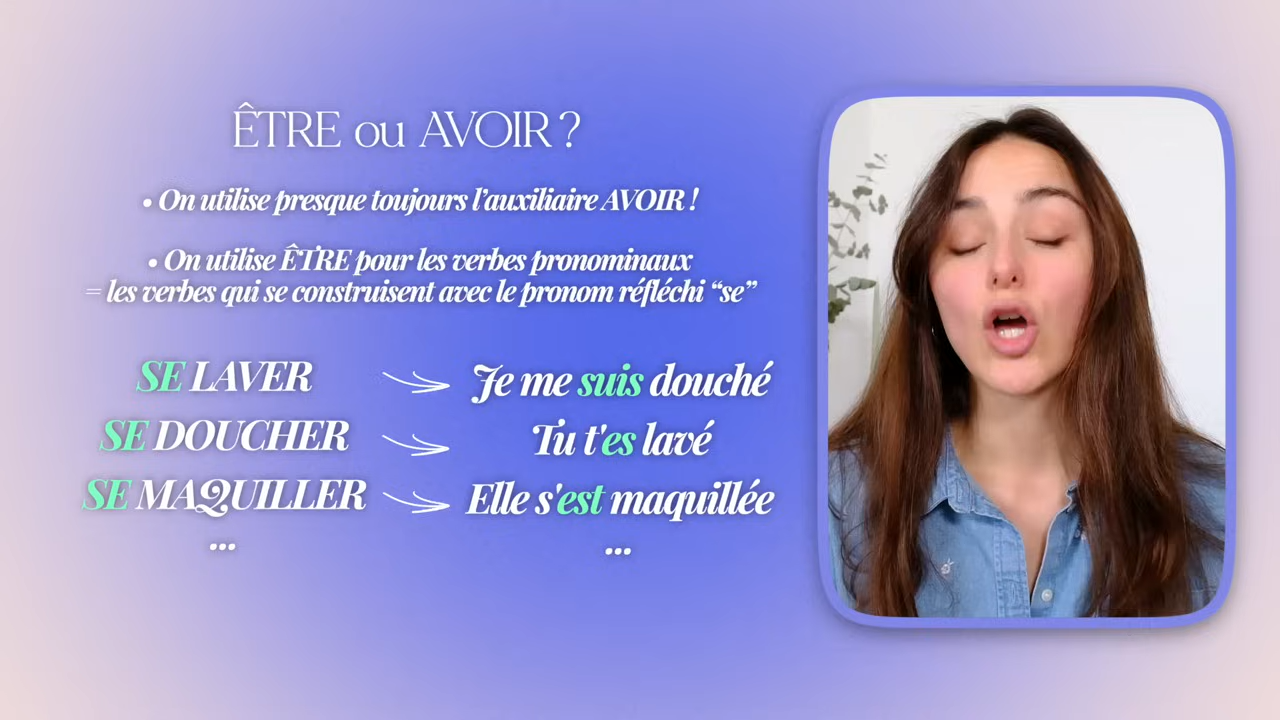 ÊTRE ou AVOIR ?
• On utilise presque toujours l'auxiliaire AVOIR !
• On utilise ÊTRE pour les verbes pronominaux
= les verbes qui se construisent avec le pronom réfléchi “se”
SE LAVER Je me suis douché
SE DOUCHER Tu t'es lavé
SE MAQUILLER Elle s'est maquillée
... ...